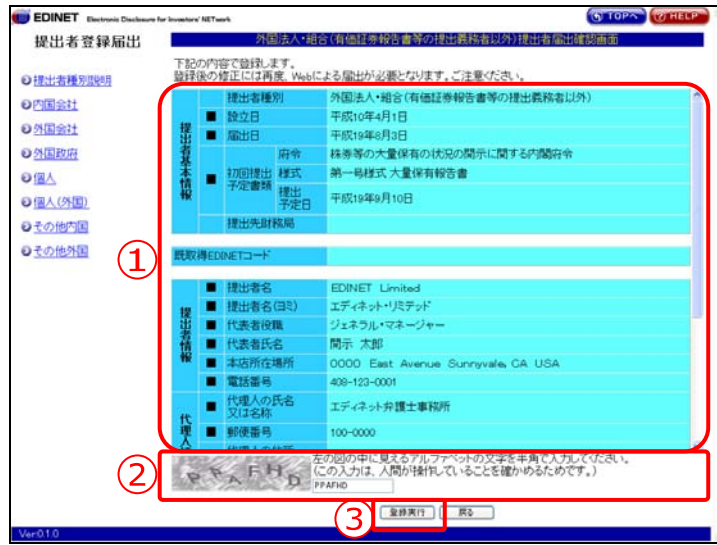 EDINET Electronic Disclosure for Investors' NETwork
TOPへ
HELP
提出者登録届出
外国法人・組合(有価証券報告書等の提出義務者以外)提出者届出確認画面
下記の内容で登録します。
登録後の修正には再度、Webによる届出が必要となります。ご注意ください。
提出者種別説明
内国会社
外国会社
外国政府
個人
個人(外国)
その他内国
その他外国
①
提出者基本情報
提出者種別 外国法人・組合(有価証券報告書等の提出義務者以外)
■ 設立日 平成10年4月1日
■ 届出日 平成19年8月3日
■ 初回提出予定書類
府令 株券等の大量保有の状況の開示に関する内閣府令
様式 第一号様式 大量保有報告書
提出予定日 平成19年9月10日
提出先財務局
既取得EDINETコード
提出者情報
■ 提出者名 EDINET Limited
■ 提出者名(ヨミ) エディネット・リミテッド
■ 代表者役職 ジェネラル・マネージャー
■ 代表者氏名 開示 太郎
■ 本店所在場所 0000 East Avenue Sunnyvale, CA USA
■ 電話番号 408-123-0001
代理人
■ 代理人の氏名又は名称 エディネット弁護士事務所
■ 郵便番号 100-0000
②
PPAFHD
左の図の中に見えるアルファベットの文字を半角で入力してください。
(この入力は、人間が操作していることを確かめるためです。)
PPAFHD
③
登録実行
戻る
Ver0.1.0